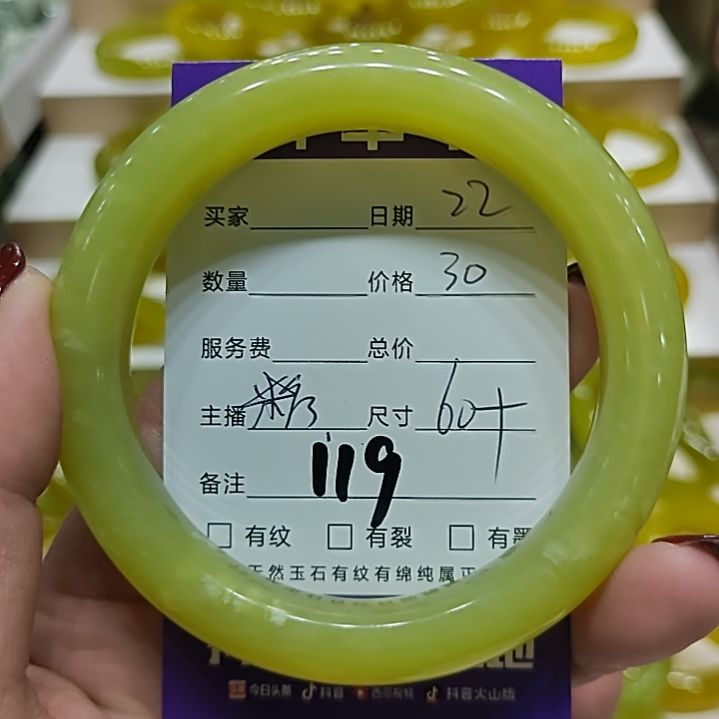 买家 日期 22
数量 价格 30
服务费 总价
主播 尺寸 60+
119
备注
□ 有纹 □ 有裂 □ 有墨
天然玉石有纹有绵纯属正
今日头条 抖音 西瓜视频 抖音火山版